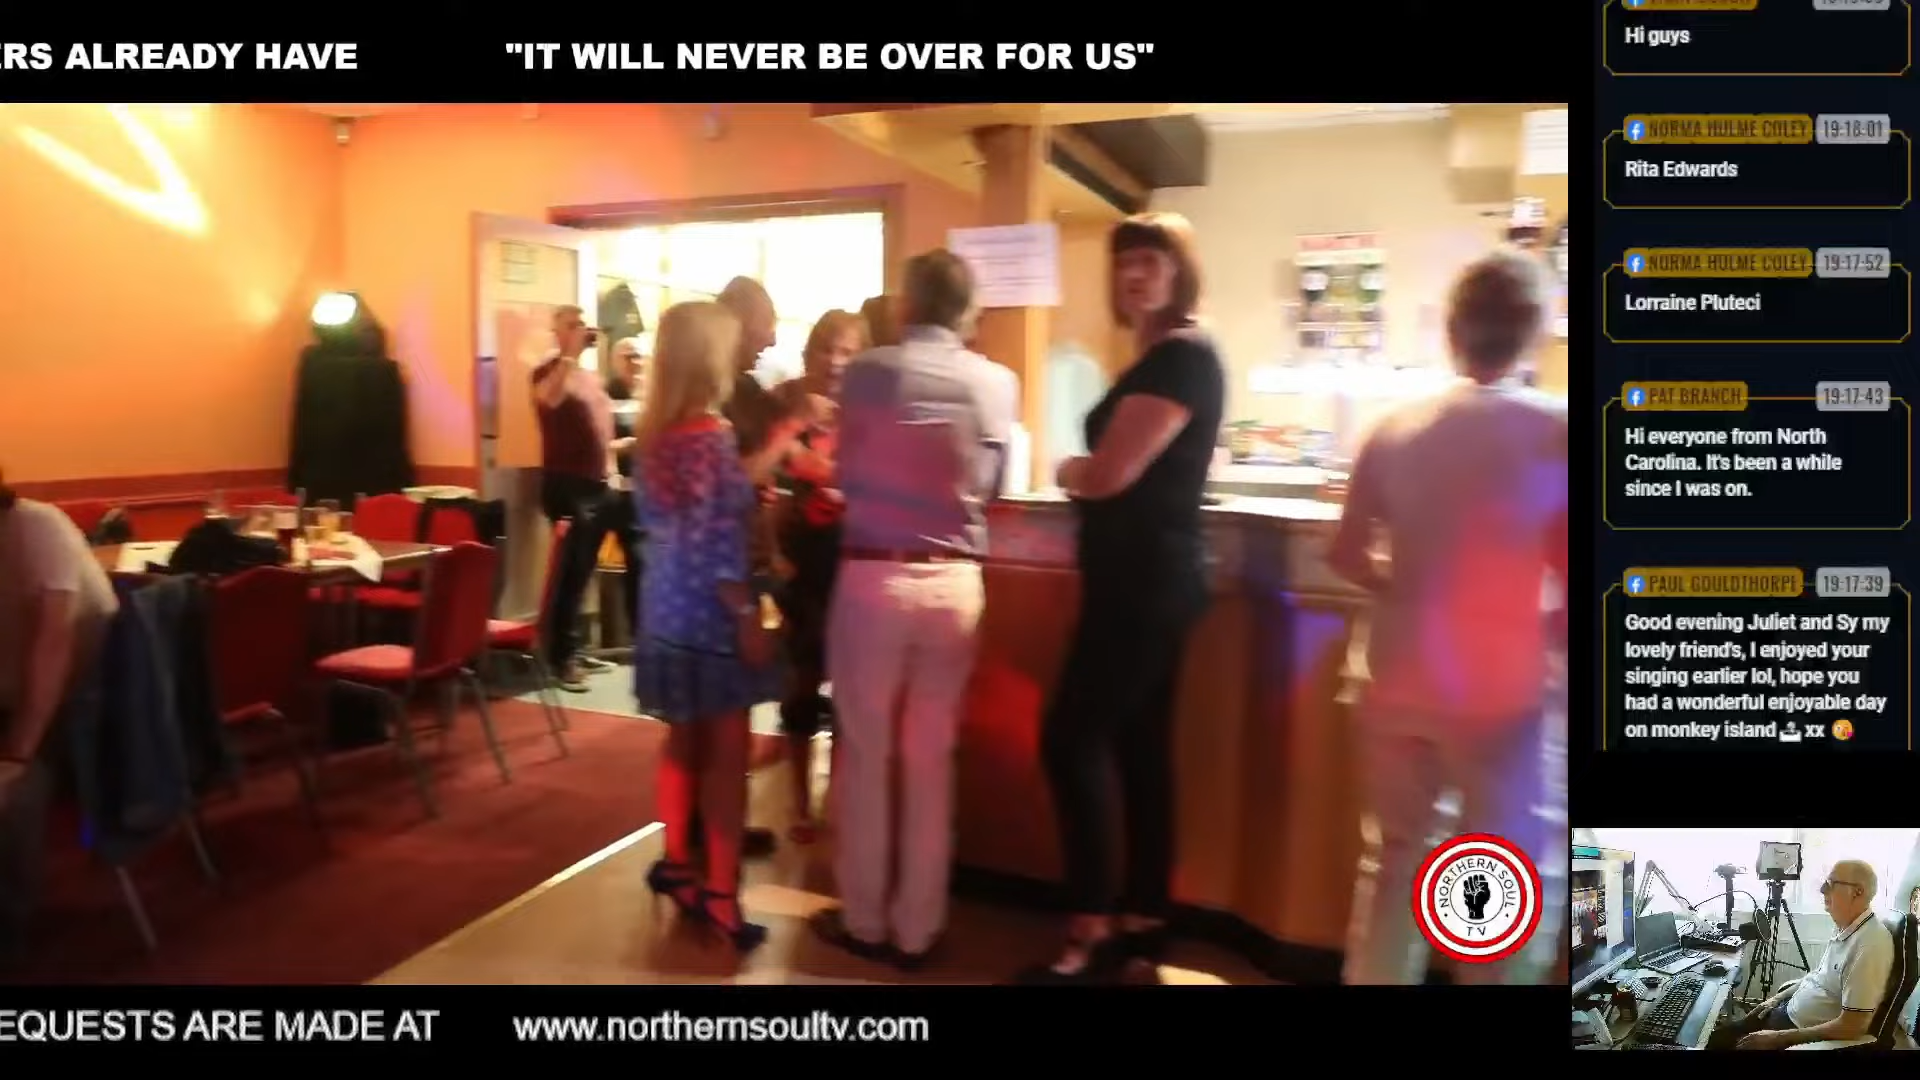 ERS ALREADY HAVE "IT WILL NEVER BE OVER FOR US"
Hi guys
NORMA HULME COLEY 19:18:01
Rita Edwards
NORMA HULME COLEY 19:17:52
Lorraine Pluteci
PAT BRANCH 19:17:43
Hi everyone from North
Carolina. It's been a while
since I was on.
PAUL GOULDTHORPE 19:17:39
Good evening Juliet and Sy my
lovely friend's, I enjoyed your
singing earlier lol, hope you
had a wonderful enjoyable day
on monkey island 🏝 xx 😘
NORTHERN SOUL
TV
EQUESTS ARE MADE AT www.northernsoultv.com